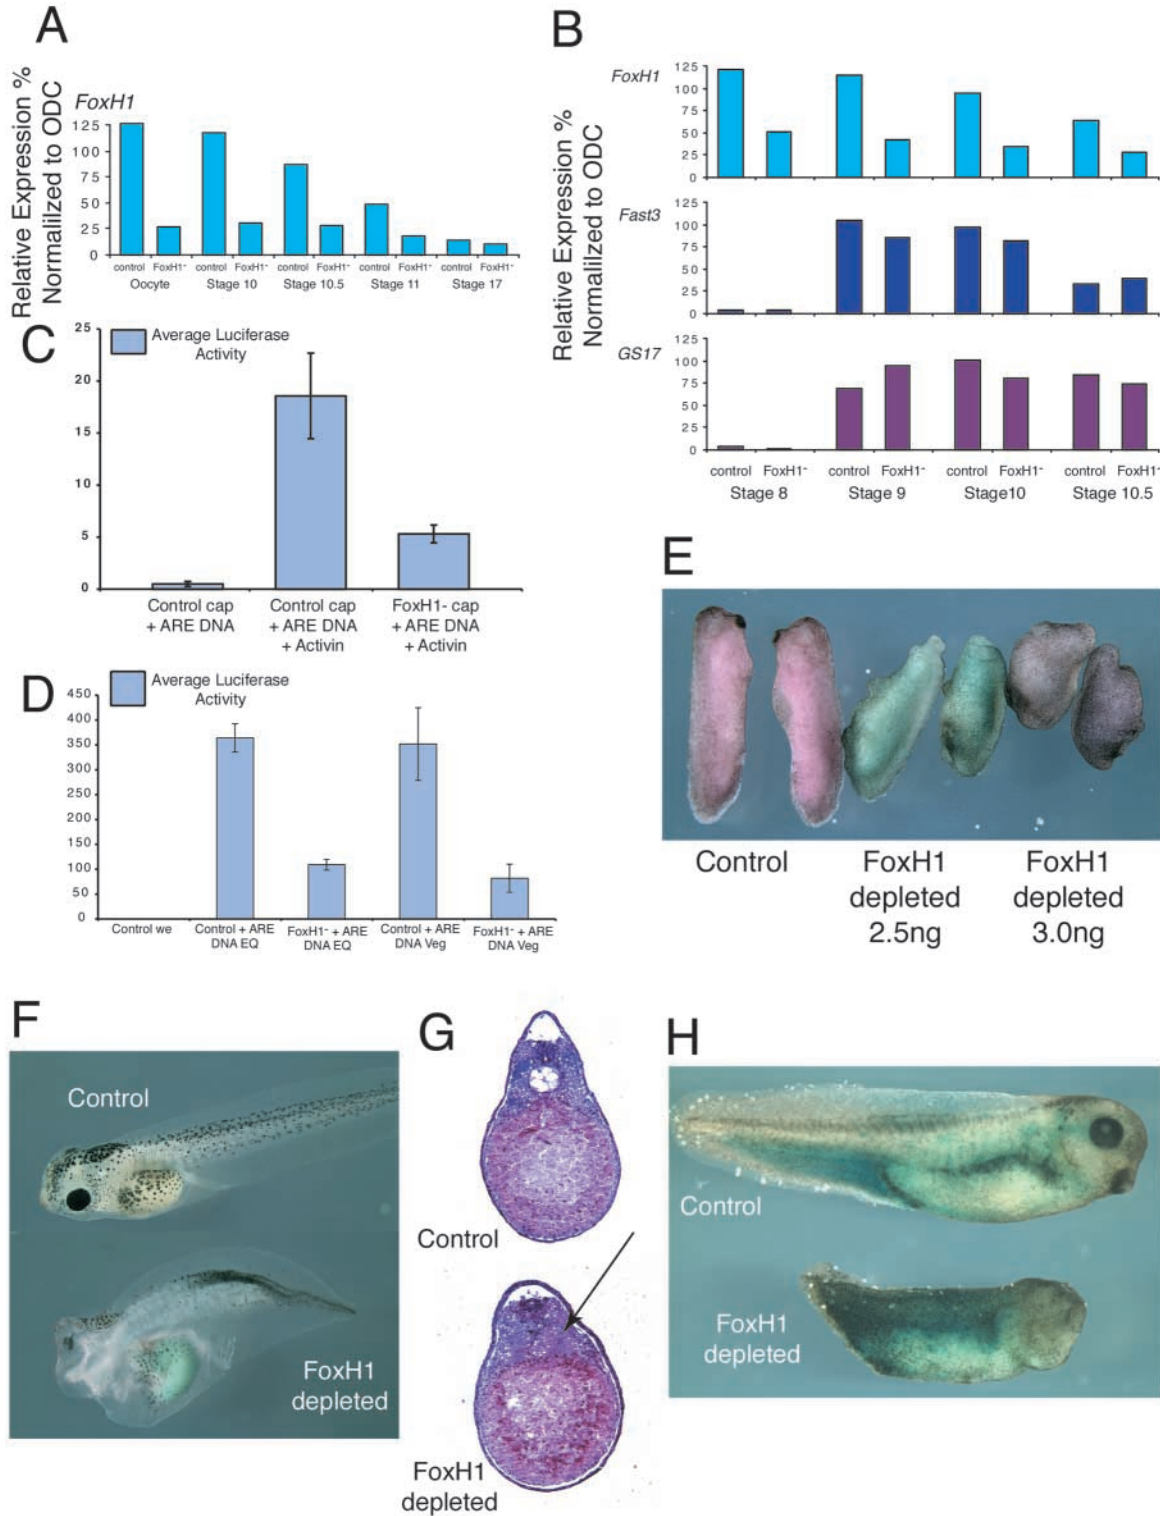 A
FoxH1
Relative Expression %
Normalilzed to ODC
125
100
75
50
25
0
control FoxH1- control FoxH1- control FoxH1- control FoxH1- control FoxH1-
Oocyte Stage 10 Stage 10.5 Stage 11 Stage 17
B
Relative Expression %
Normalilzed to ODC
FoxH1
125
100
75
50
25
0
Fast3
125
100
75
50
25
0
GS17
125
100
75
50
25
0
control FoxH1- control FoxH1- control FoxH1- control FoxH1-
Stage 8 Stage 9 Stage10 Stage 10.5
C
Average Luciferase
Activity
25
20
15
10
5
0
Control cap
+ ARE DNA
Control cap
+ ARE DNA
+ Activin
FoxH1- cap
+ ARE DNA
+ Activin
D
Average Luciferase
Activity
450
400
350
300
250
200
150
100
50
0
Control we
Control + ARE
DNA EQ
FoxH1- + ARE
DNA EQ
Control + ARE
DNA Veg
FoxH1- + ARE
DNA Veg
E
Control
FoxH1
depleted
2.5ng
FoxH1
depleted
3.0ng
F
Control
FoxH1
depleted
G
Control
FoxH1
depleted
H
Control
FoxH1
depleted